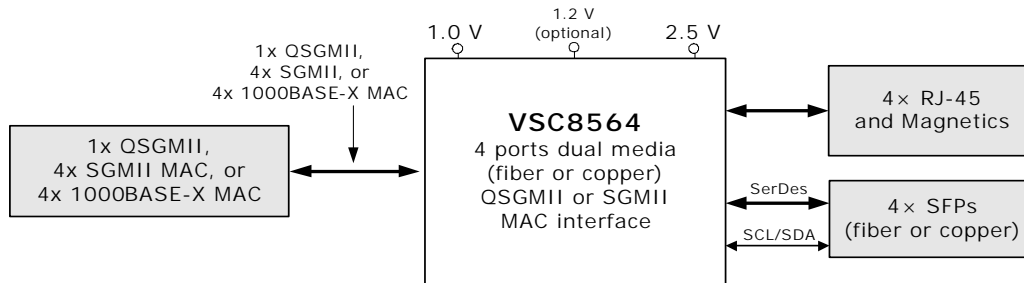 1.0 V
1.2 V
(optional)
2.5 V
1x QSGMII,
4x SGMII, or
4x 1000BASE-X MAC
1x QSGMII,
4x SGMII MAC, or
4x 1000BASE-X MAC
VSC8564
4 ports dual media
(fiber or copper)
QSGMII or SGMII
MAC interface
4× RJ-45
and Magnetics
SerDes
SCL/SDA
4× SFPs
(fiber or copper)